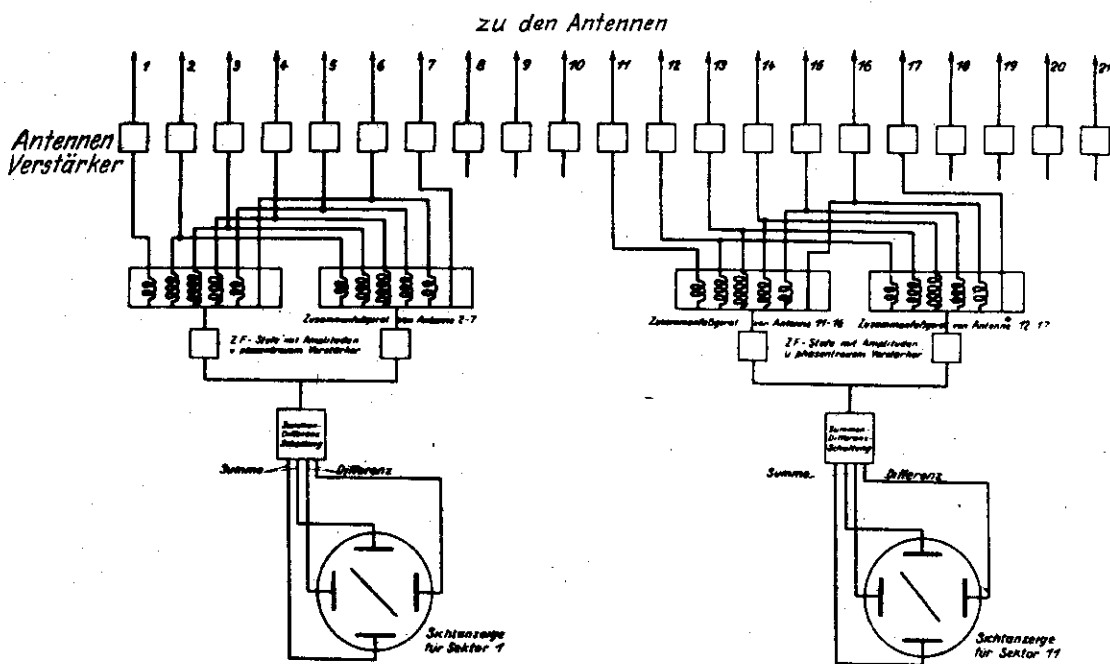 zu den Antennen
1 2 3 4 5 6 7 8 9 10 11 12 13 14 15 16 17 18 19 20 21
Antennen
Verstärker
Zusammenfaßgerät von Antenne 2-7
Zusammenfaßgerät von Antenne 11-16
Zusammenfaßgerät von Antenne 12-17
ZF-Stufe mit Amplituden
u phasentreuem Verstärker
ZF-Stufe mit Amplituden
u phasentreuem Verstärker
Summen-
Differenz
Schaltung
Summen-
Differenz-
Schaltung
Summe
Differenz
Summe
Differenz
Sichtanzeige
für Sektor 1
Sichtanzeige
für Sektor 11